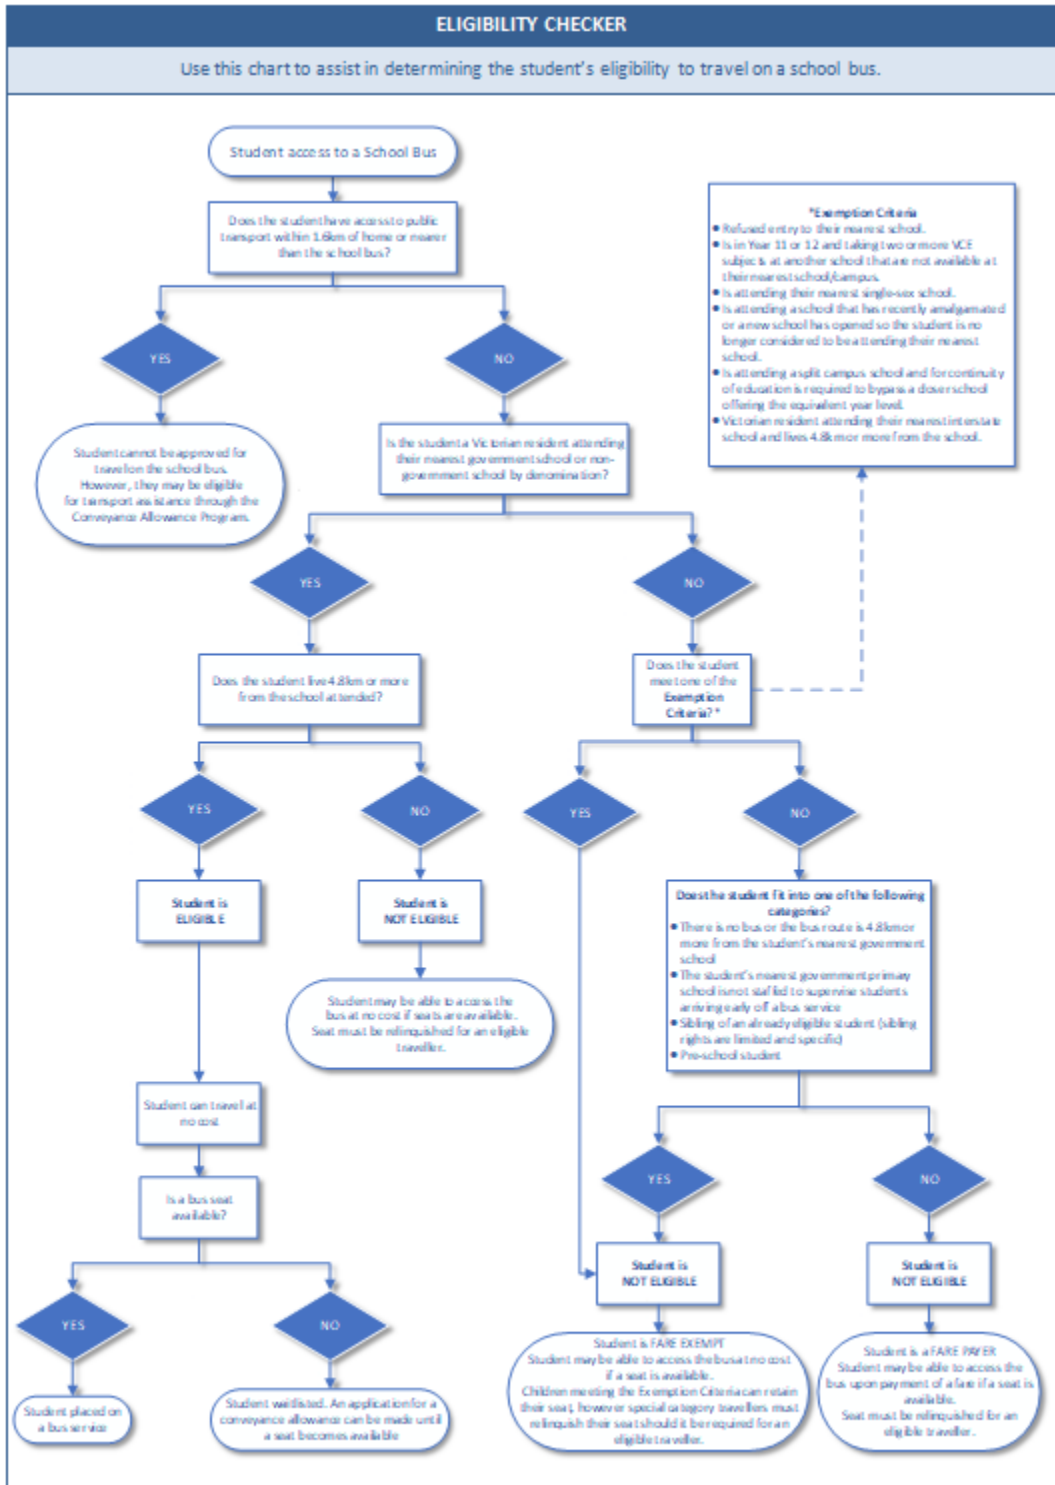 ELIGIBILITY CHECKER
Use this chart to assist in determining the student's eligibility to travel on a school bus.
Student access to a School Bus
Does the student have access to public
transport within 1.6km of home or nearer
than the school bus?
*Exemption Criteria
• Refused entry to their nearest school.
• Is in Year 11 or 12 and taking two or more VCE
subjects at another school that are not available at
their nearest school/campus.
• Is attending their nearest single-sex school.
• Is attending a school that has recently amalgamated
or a new school has opened so the student is no
longer considered to be attending their nearest
school.
• Is attending a split campus school and for continuity
of education is required to bypass a closer school
offering the equivalent year level.
• Victorian resident attending their nearest interstate
school and lives 4.8km or more from the school.
YES
NO
Student cannot be approved for
travel on the school bus.
However, they may be eligible
for transport assistance through the
Conveyance Allowance Program.
Is the student a Victorian resident attending
their nearest government school or non-
government school by denomination?
YES
NO
Does the student live 4.8km or more
from the school attended?
Does the student
meet one of the
Exemption
Criteria?*
YES
NO
YES
NO
Student is
ELIGIBLE
Student is
NOT ELIGIBLE
Does the student fit into one of the following
categories?
• There is no bus or the bus route is 4.8km or
more from the student's nearest government
school
• The student's nearest government primary
school is not staffed to supervise students
arriving early off a bus service
• Sibling of an already eligible student (sibling
rights are limited and specific)
• Pre-school student
Student may be able to access the
bus at no cost if seats are available.
Seat must be relinquished for an eligible
traveller.
Student can travel at
no cost
Is a bus seat
available?
YES
NO
Student is
NOT ELIGIBLE
Student is
NOT ELIGIBLE
YES
NO
Student placed on
a bus service
Student waitlisted. An application for a
conveyance allowance can be made until
a seat becomes available
Student is FARE EXEMPT
Student may be able to access the bus at no cost
if a seat is available.
Children meeting the Exemption Criteria can retain
their seat, however special category travellers must
relinquish their seat should it be required for an
eligible traveller.
Student is a FARE PAYER
Student may be able to access the
bus upon payment of a fare if a seat is
available.
Seat must be relinquished for an
eligible traveller.